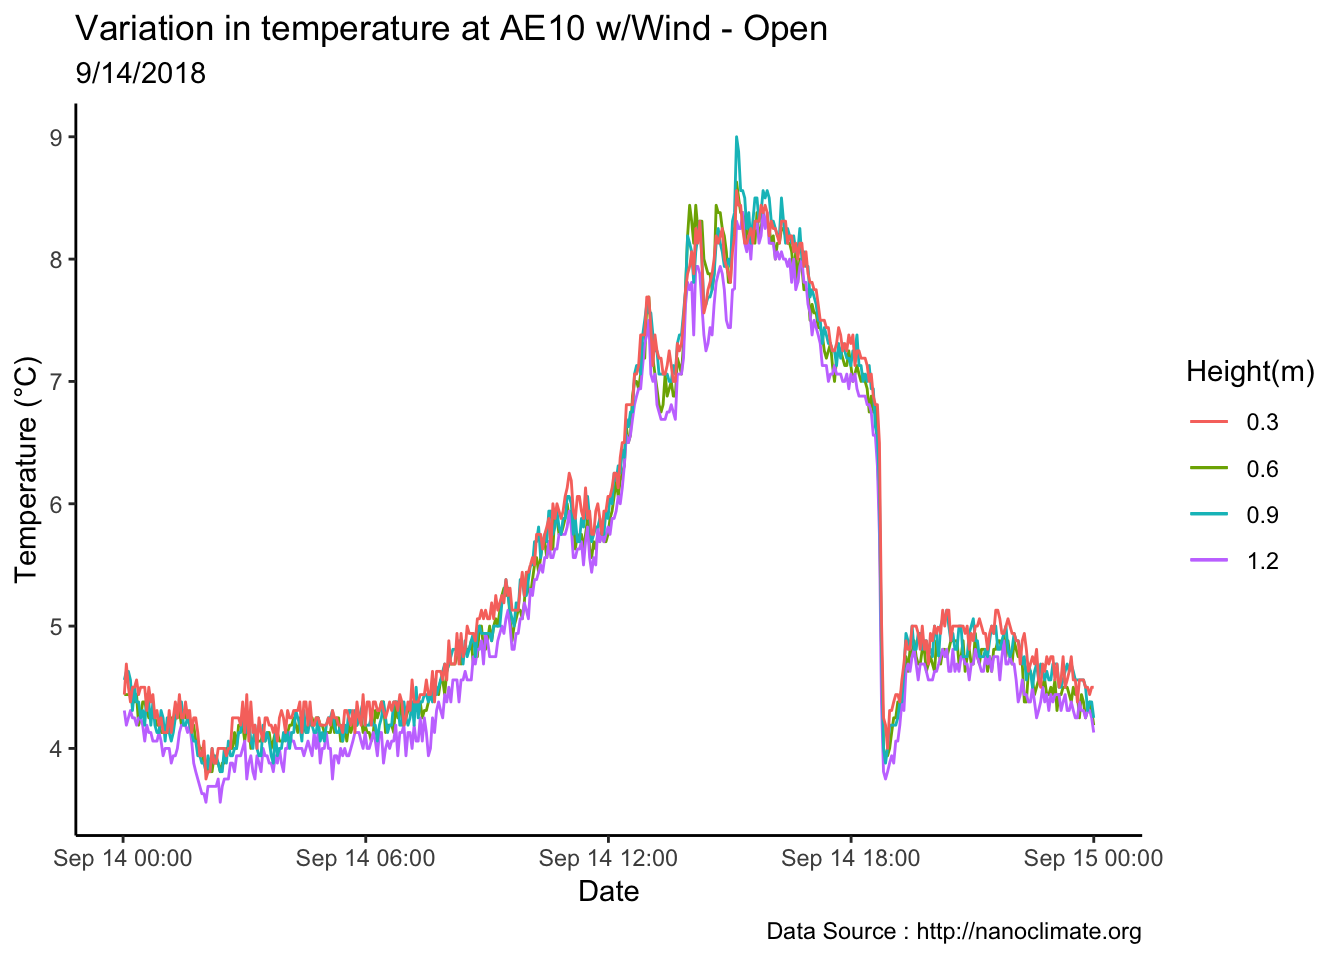 Variation in temperature at AE10 w/Wind - Open
9/14/2018
Temperature (°C)
9
8
7
6
5
4
Sep 14 00:00 Sep 14 06:00 Sep 14 12:00 Sep 14 18:00 Sep 15 00:00
Date
Height(m)
0.3
0.6
0.9
1.2
Data Source : http://nanoclimate.org